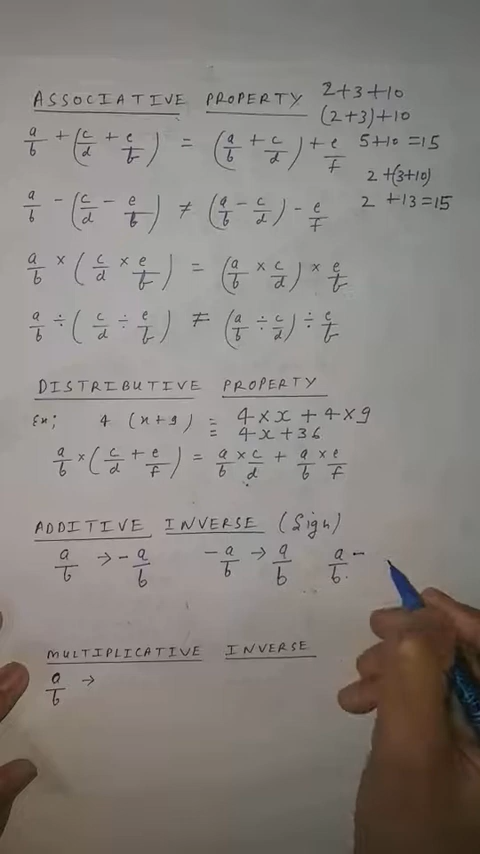 ASSOCIATIVE PROPERTY
2+3+10
(2+3)+10
5+10=15
2+(3+10)
2+13=15
a/b + (c/d + e/f) = (a/b + c/d) + e/f
a/b - (c/d - e/f) ≠ (a/b - c/d) - e/f
a/b × (c/d × e/f) = (a/b × c/d) × e/f
a/b ÷ (c/d ÷ e/f) ≠ (a/b ÷ c/d) ÷ e/f
DISTRIBUTIVE PROPERTY
Ex; 4 (x+9) = 4×x + 4×9
= 4x+36
a/b × (c/d + e/f) = a/b × c/d + a/b × e/f
ADDITIVE INVERSE (Sign)
a/b → -a/b -a/b → a/b a/b -
MULTIPLICATIVE INVERSE
a/b →